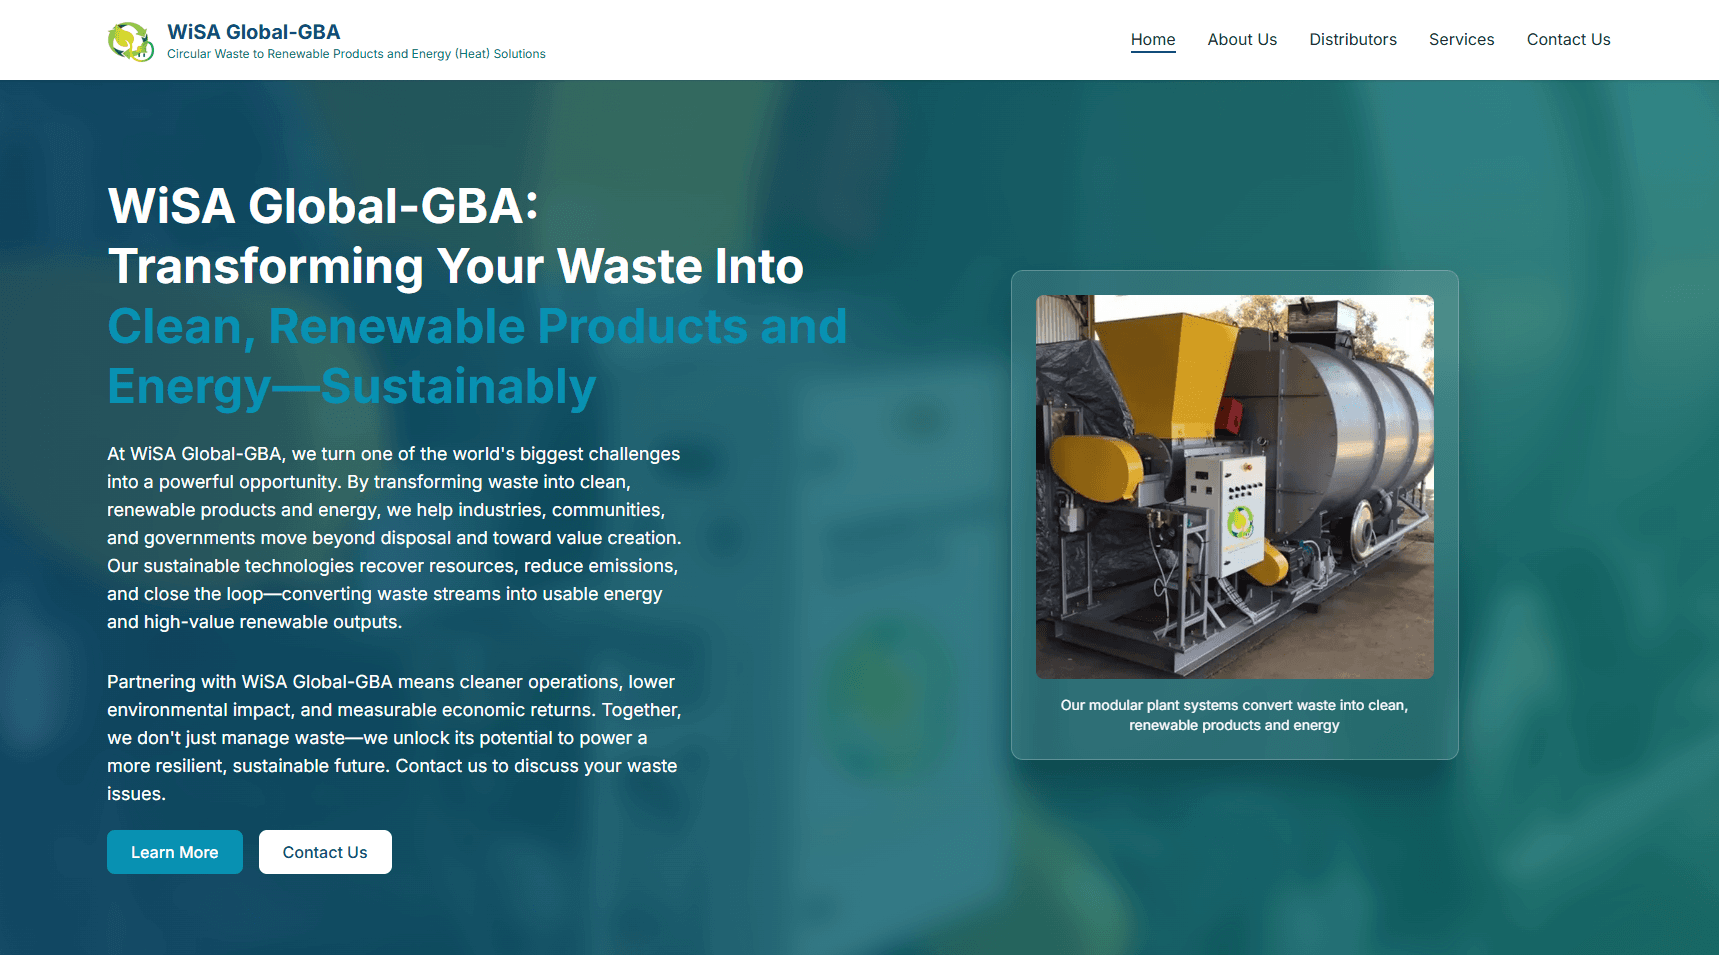 WiSA Global-GBA
Circular Waste to Renewable Products and Energy (Heat) Solutions
Home About Us Distributors Services Contact Us
WiSA Global-GBA:
Transforming Your Waste Into
Clean, Renewable Products and
Energy—Sustainably
At WiSA Global-GBA, we turn one of the world's biggest challenges
into a powerful opportunity. By transforming waste into clean,
renewable products and energy, we help industries, communities,
and governments move beyond disposal and toward value creation.
Our sustainable technologies recover resources, reduce emissions,
and close the loop—converting waste streams into usable energy
and high-value renewable outputs.
Partnering with WiSA Global-GBA means cleaner operations, lower
environmental impact, and measurable economic returns. Together,
we don't just manage waste—we unlock its potential to power a
more resilient, sustainable future. Contact us to discuss your waste
issues.
Learn More Contact Us
Our modular plant systems convert waste into clean,
renewable products and energy